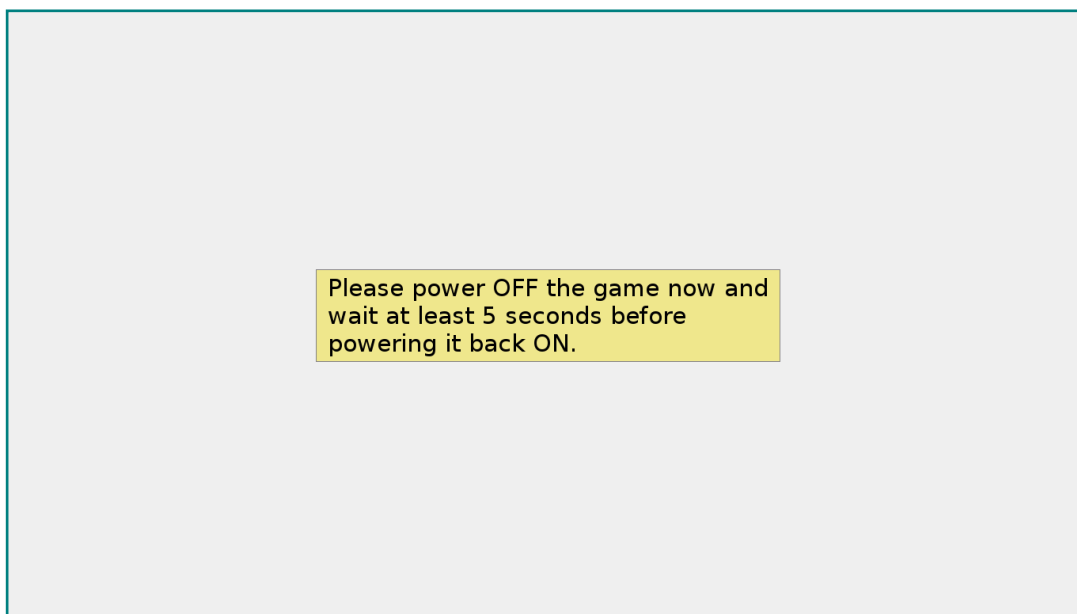 Please power OFF the game now and
wait at least 5 seconds before
powering it back ON.